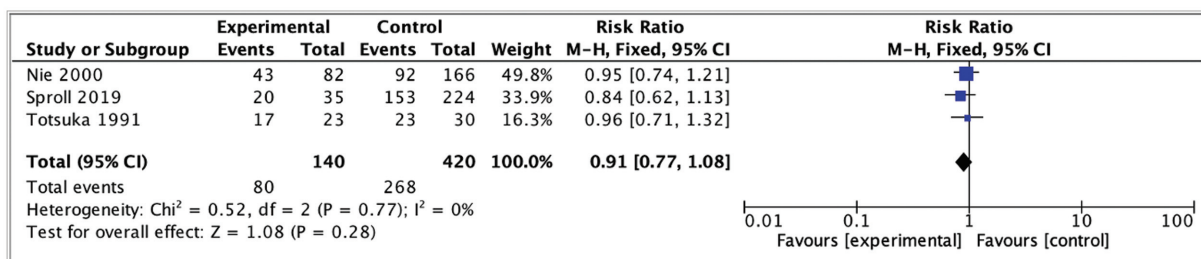 Experimental Control Risk Ratio Risk Ratio
Study or Subgroup Events Total Events Total Weight M-H, Fixed, 95% CI M-H, Fixed, 95% CI
Nie 2000 43 82 92 166 49.8% 0.95 [0.74, 1.21]
Sproll 2019 20 35 153 224 33.9% 0.84 [0.62, 1.13]
Totsuka 1991 17 23 23 30 16.3% 0.96 [0.71, 1.32]
Total (95% CI) 140 420 100.0% 0.91 [0.77, 1.08]
Total events 80 268
Heterogeneity: Chi² = 0.52, df = 2 (P = 0.77); I² = 0%
Test for overall effect: Z = 1.08 (P = 0.28)
0.01 0.1 1 10 100
Favours [experimental] Favours [control]